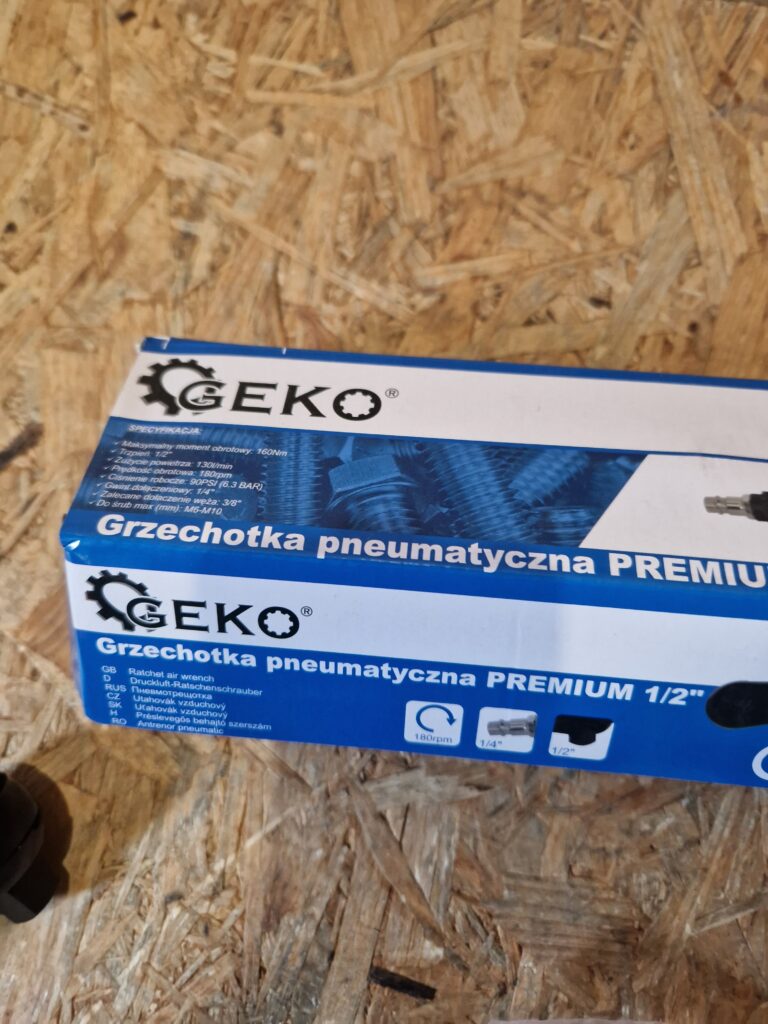 GEKO®
SPECYFIKACJA:
✓ Maksymalny moment obrotowy: 160Nm
✓ Trzpień: 1/2"
✓ Zużycie powietrza: 130l/min
✓ Prędkość obrotowa: 180rpm
✓ Ciśnienie robocze: 90PSI (6.3 BAR)
✓ Gwint dołączeniowy: 1/4"
✓ Zalecane dołączenie węża: 3/8"
✓ Do śrub max (mm): M5-M10
Grzechotka pneumatyczna PREMIU
GEKO®
Grzechotka pneumatyczna PREMIUM 1/2"
GB Ratchet air wrench
D Druckluft-Ratschenschrauber
RUS Пневмотрещотка
CZ Utahovák vzduchový
SK Uťahovák vzduchový
H Préslevegős behajtó szerszám
RO Antrenor pneumatic
180rpm
1/4"
1/2"